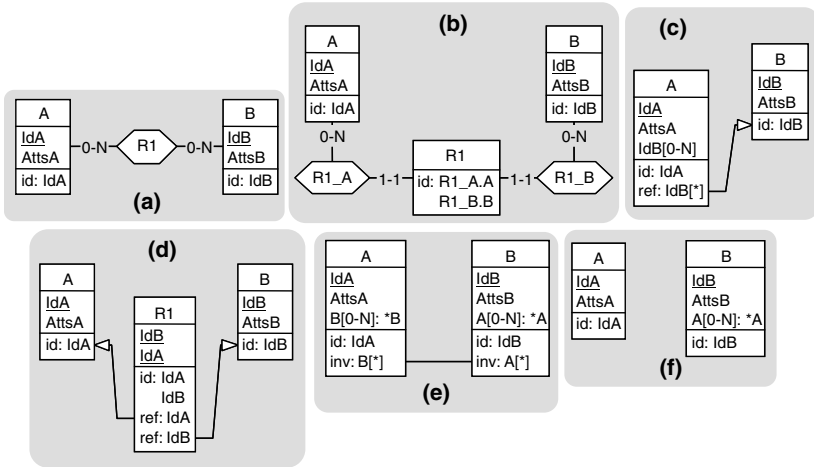 A
IdA
AttsA
id: IdA
0-N
R1
0-N
B
IdB
AttsB
id: IdB
(a)
(b)
A
IdA
AttsA
id: IdA
0-N
R1_A
1-1
R1
id: R1_A.A
R1_B.B
1-1
R1_B
0-N
B
IdB
AttsB
id: IdB
(c)
A
IdA
AttsA
IdB[0-N]
id: IdA
ref: IdB[*]
B
IdB
AttsB
id: IdB
(d)
A
IdA
AttsA
id: IdA
R1
IdB
IdA
id: IdA
IdB
ref: IdA
ref: IdB
B
IdB
AttsB
id: IdB
A
IdA
AttsA
B[0-N]: *B
id: IdA
inv: B[*]
B
IdB
AttsB
A[0-N]: *A
id: IdB
inv: A[*]
(e)
A
IdA
AttsA
id: IdA
B
IdB
AttsB
A[0-N]: *A
id: IdB
(f)